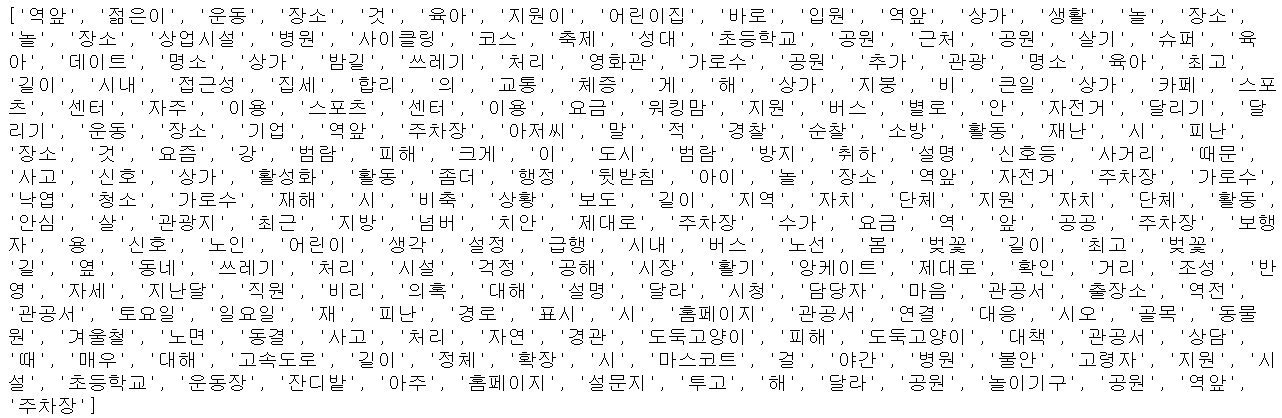 ['역앞', '젊은이', '운동', '장소', '것', '육아', '지원이', '어린이집', '바로', '입원', '역앞', '상가', '생활', '놀', '장소',
'놀', '장소', '상업시설', '병원', '사이클링', '코스', '축제', '성대', '초등학교', '공원', '근처', '공원', '살기', '슈퍼', '육
아', '데이트', '명소', '상가', '밤길', '쓰레기', '처리', '영화관', '가로수', '공원', '추가', '관광', '명소', '육아', '최고',
'길이', '시내', '접근성', '집세', '합리', '의', '교통', '체증', '게', '해', '상가', '지붕', '비', '큰일', '상가', '카페', '스포
츠', '센터', '자주', '이용', '스포츠', '센터', '이용', '요금', '워킹맘', '지원', '버스', '별로', '안', '자전거', '달리기', '달
리기', '운동', '장소', '기업', '역앞', '주차장', '아저씨', '말', '적', '경찰', '순찰', '소방', '활동', '재난', '시', '피난',
'장소', '것', '요즘', '강', '범람', '피해', '크게', '이', '도시', '범람', '방지', '취하', '설명', '신호등', '사거리', '때문',
'사고', '신호', '상가', '활성화', '활동', '좀더', '행정', '뒷받침', '아이', '놀', '장소', '역앞', '자전거', '주차장', '가로수',
'낙엽', '청소', '가로수', '재해', '시', '비축', '상황', '보도', '길이', '지역', '자치', '단체', '지원', '자치', '단체', '활동',
'안심', '살', '관광지', '최근', '지방', '넘버', '치안', '제대로', '주차장', '수가', '요금', '역', '앞', '공공', '주차장', '보행
자', '용', '신호', '노인', '어린이', '생각', '설정', '급행', '시내', '버스', '노선', '봄', '벚꽃', '길이', '최고', '벚꽃',
'길', '옆', '동네', '쓰레기', '처리', '시설', '걱정', '공해', '시장', '활기', '앙케이트', '제대로', '확인', '거리', '조성', '반
영', '자세', '지난달', '직원', '비리', '의혹', '대해', '설명', '달라', '시청', '담당자', '마음', '관공서', '출장소', '역전',
'관공서', '토요일', '일요일', '재', '피난', '경로', '표시', '시', '홈페이지', '관공서', '연결', '대응', '시오', '골목', '동물
원', '겨울철', '노면', '동결', '사고', '처리', '자연', '경관', '도둑고양이', '피해', '도둑고양이', '대책', '관공서', '상담',
'때', '매우', '대해', '고속도로', '길이', '정체', '확장', '시', '마스코트', '걸', '야간', '병원', '불안', '고령자', '지원', '시
설', '초등학교', '운동장', '잔디밭', '아주', '홈페이지', '설문지', '투고', '해', '달라', '공원', '놀이기구', '공원', '역앞',
'주차장']